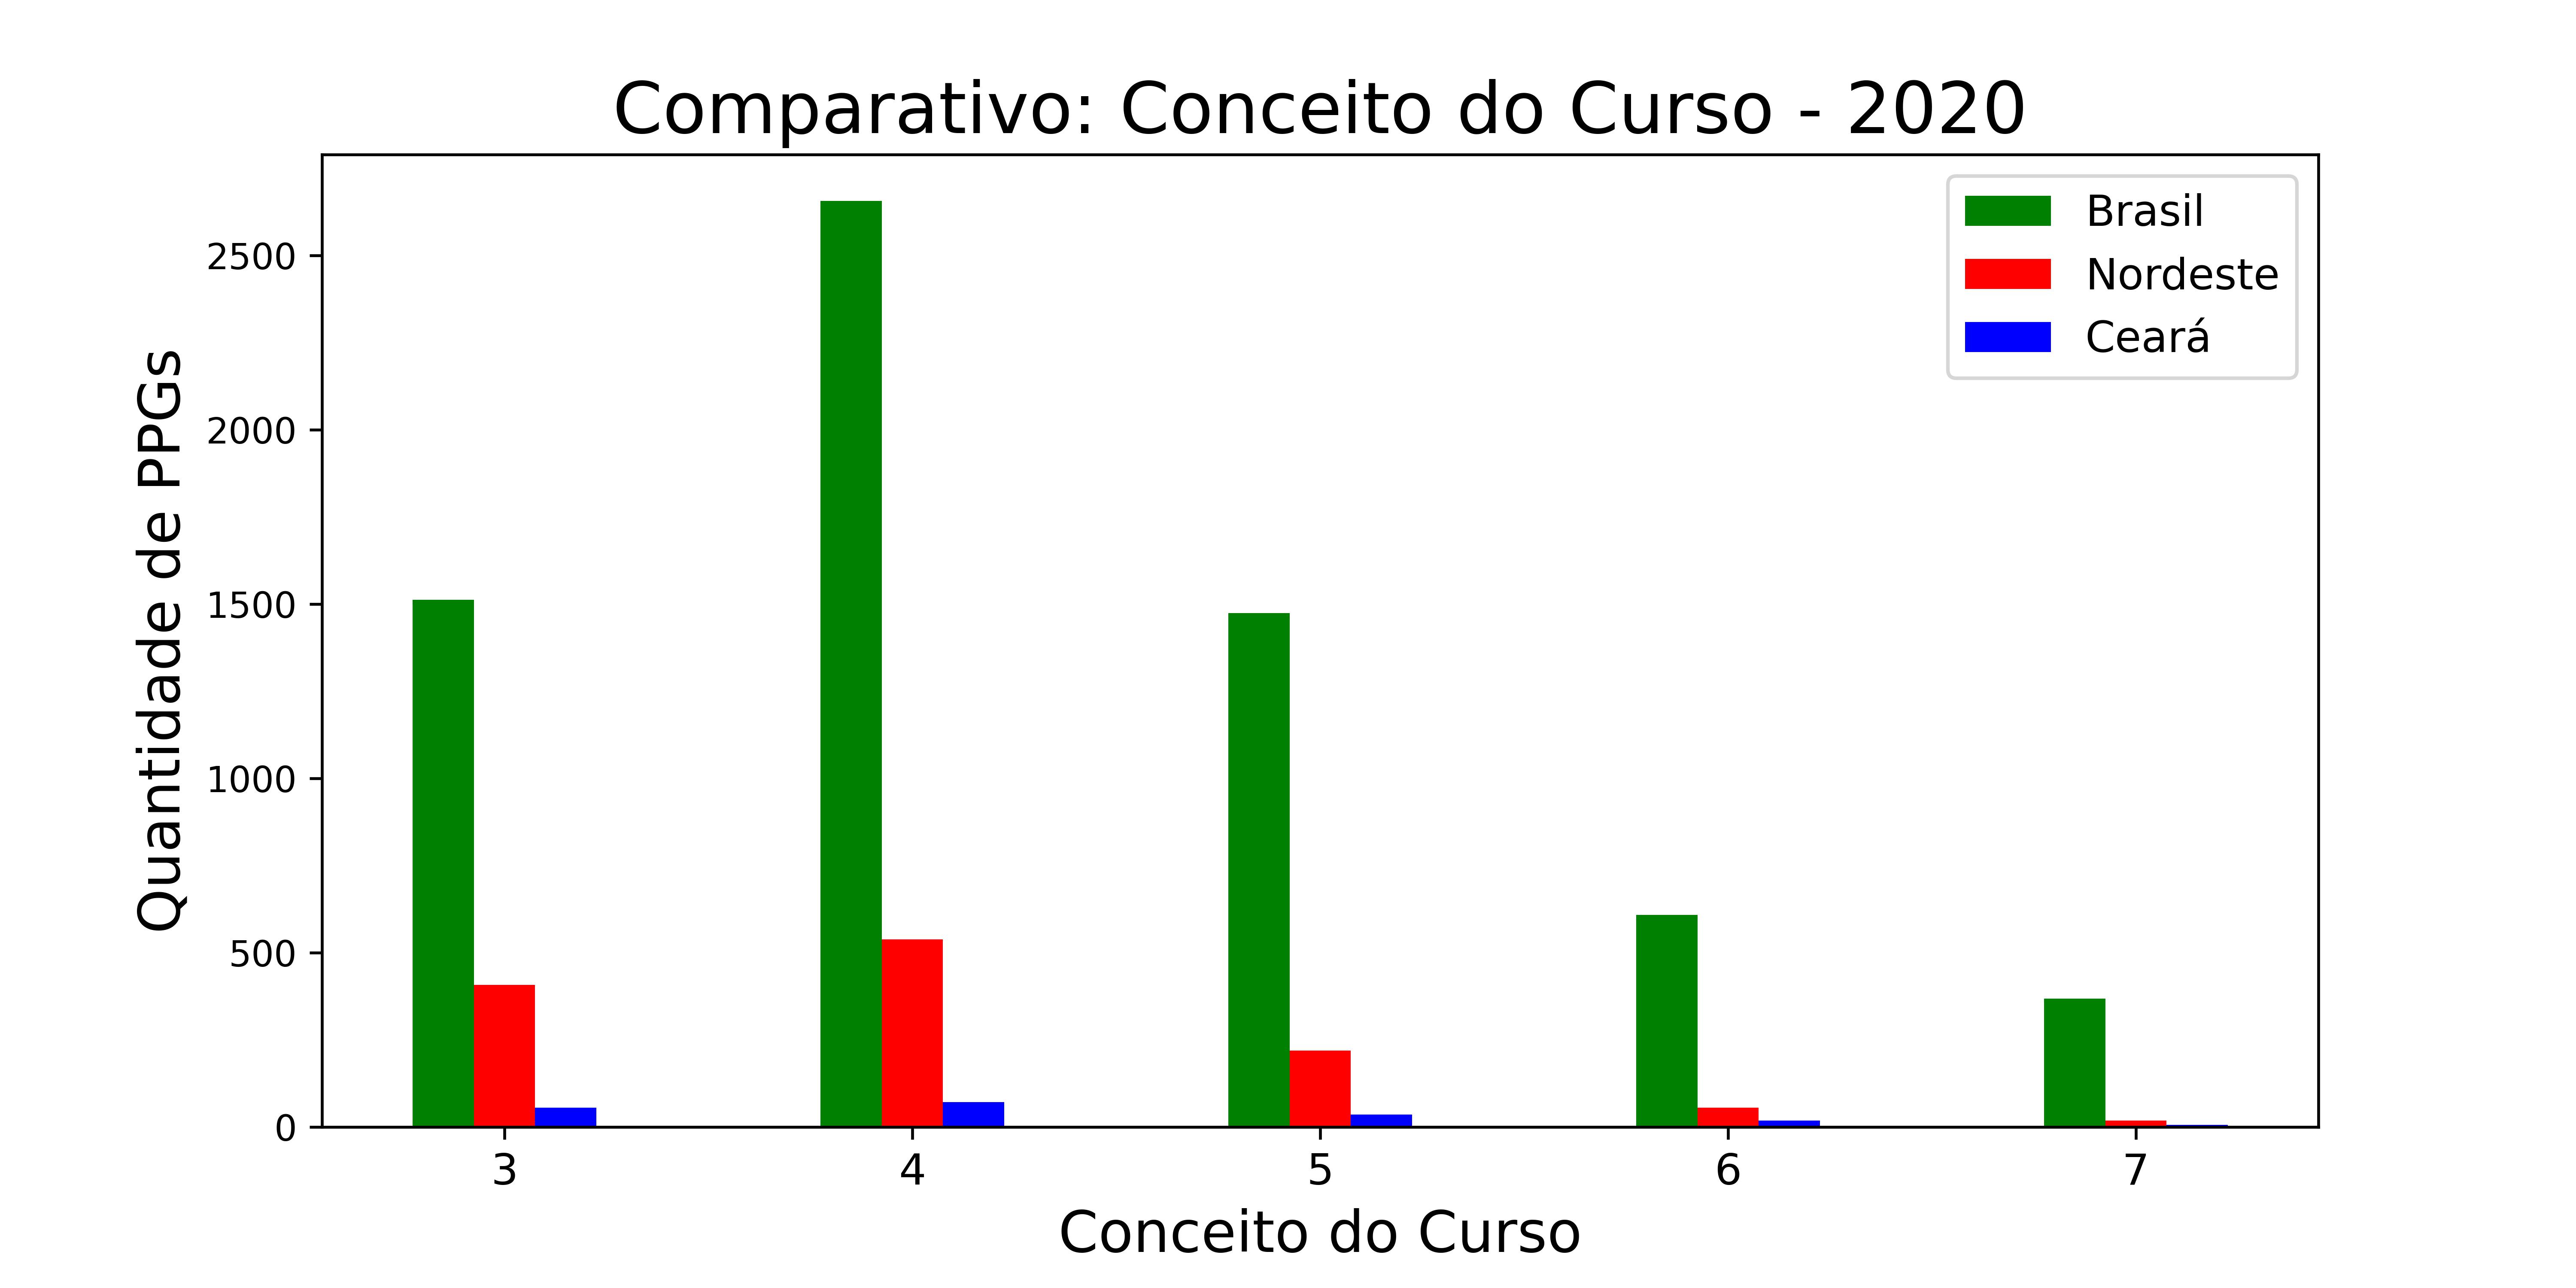 Comparativo: Conceito do Curso - 2020
Brasil
Nordeste
Ceará
Quantidade de PPGs
2500
2000
1500
1000
500
0
3 4 5 6 7
Conceito do Curso